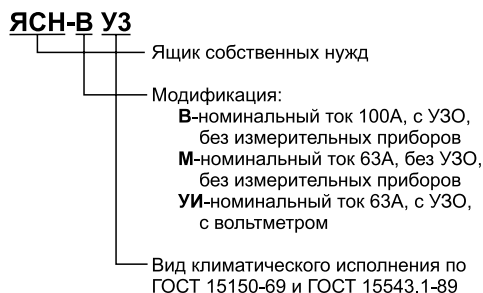 ЯСН-В У3
Ящик собственных нужд
Модификация:
В-номинальный ток 100А, с УЗО,
без измерительных приборов
М-номинальный ток 63А, без УЗО,
без измерительных приборов
УИ-номинальный ток 63А, с УЗО,
с вольтметром
Вид климатического исполнения по
ГОСТ 15150-69 и ГОСТ 15543.1-89